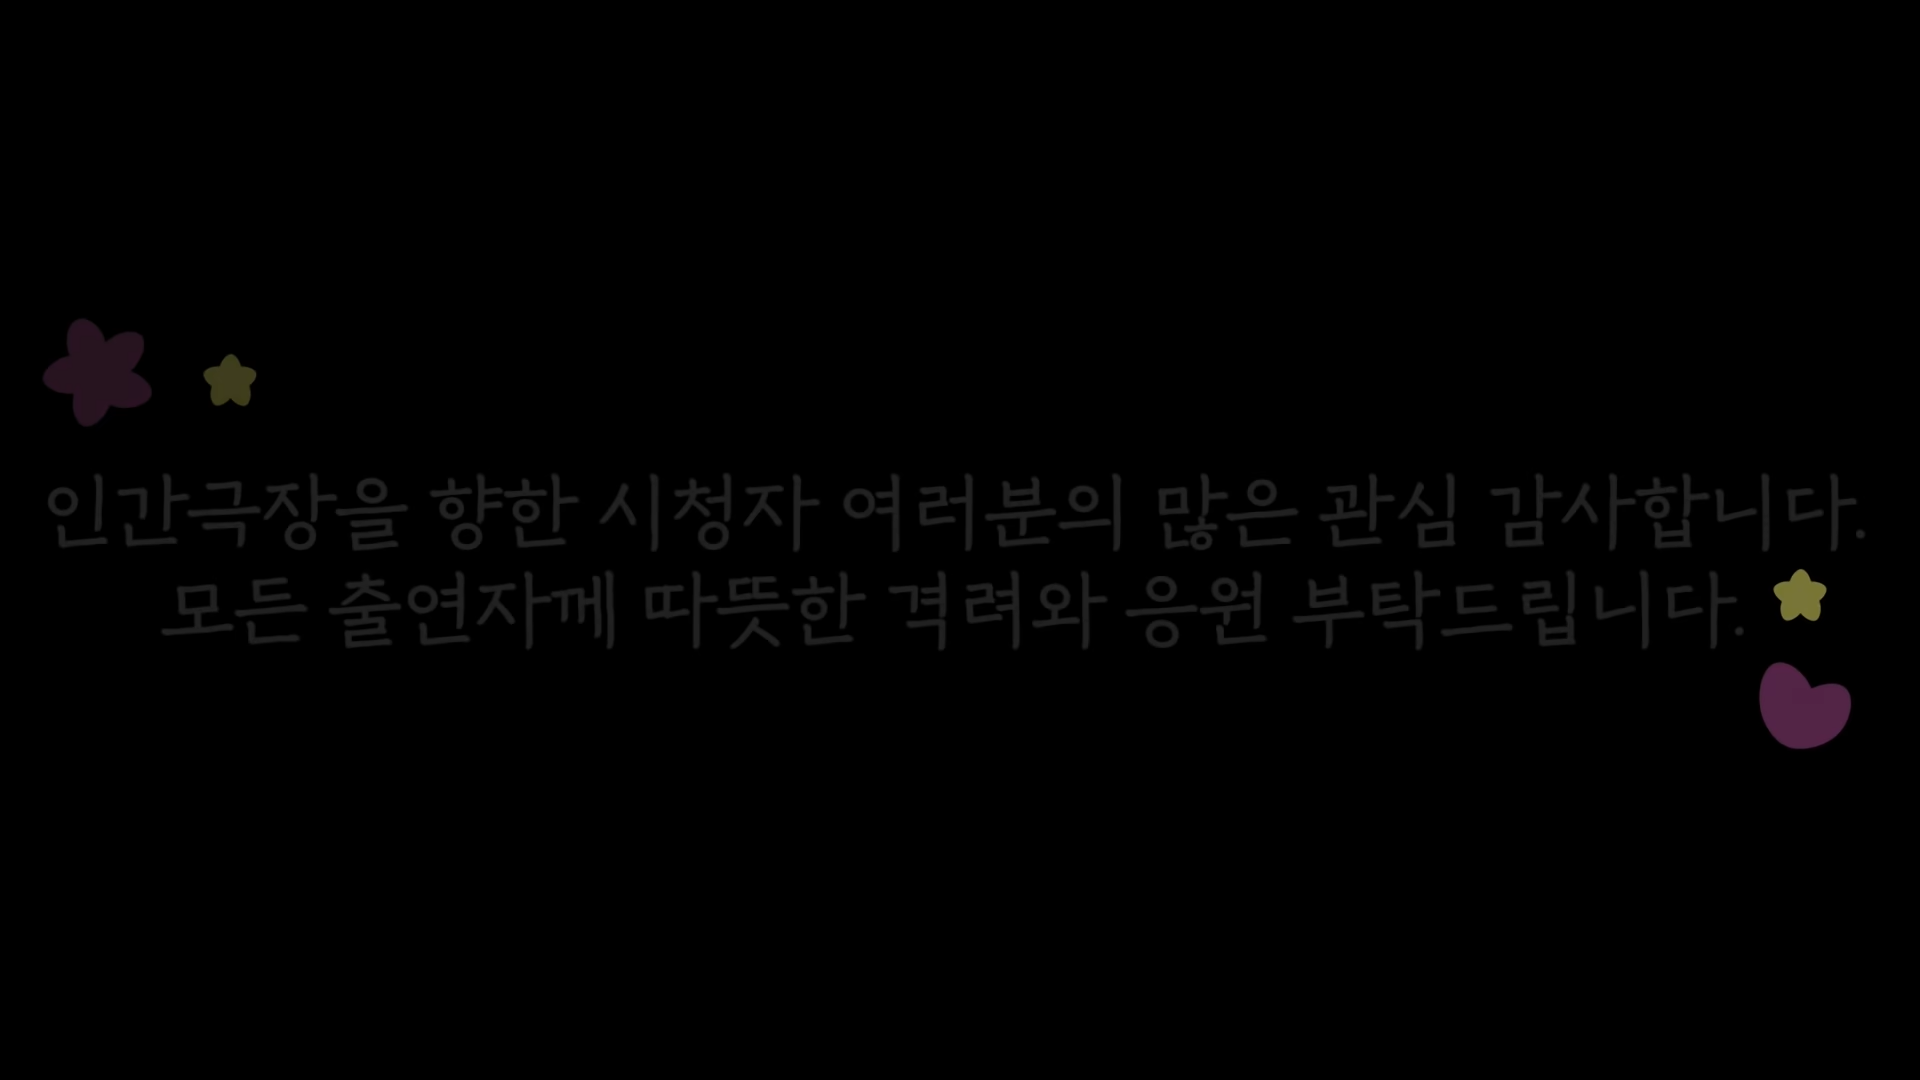 인간극장을 향한 시청자 여러분의 많은 관심 감사합니다.
모든 출연자께 따뜻한 격려와 응원 부탁드립니다.